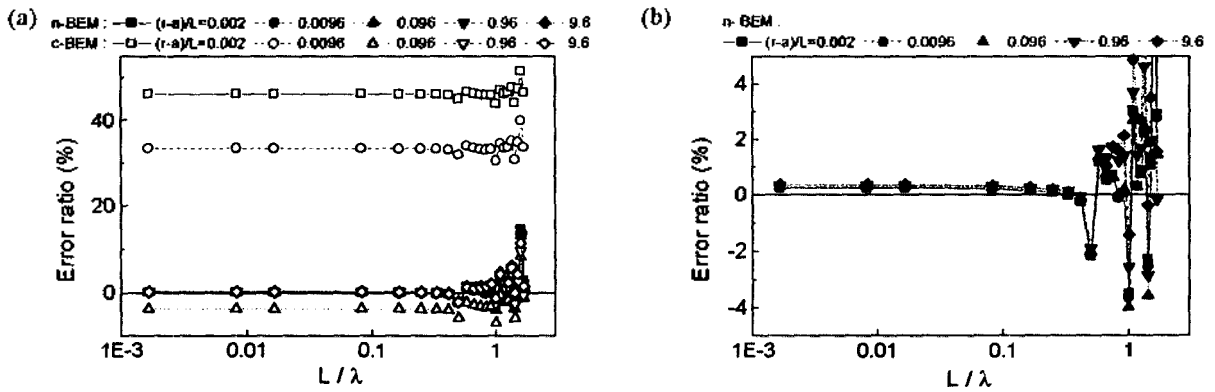 (a)
n-BEM : (r-a)/L=0.002 0.0096 0.096 0.96 9.6
c-BEM : (r-a)/L=0.002 0.0096 0.096 0.96 9.6
Error ratio (%)
40
20
0
1E-3 0.01 0.1 1
L / λ
(b)
n- BEM :
(r-a)/L=0.002 0.0096 0.096 0.96 9.6
Error ratio (%)
4
2
0
-2
-4
1E-3 0.01 0.1 1
L / λ